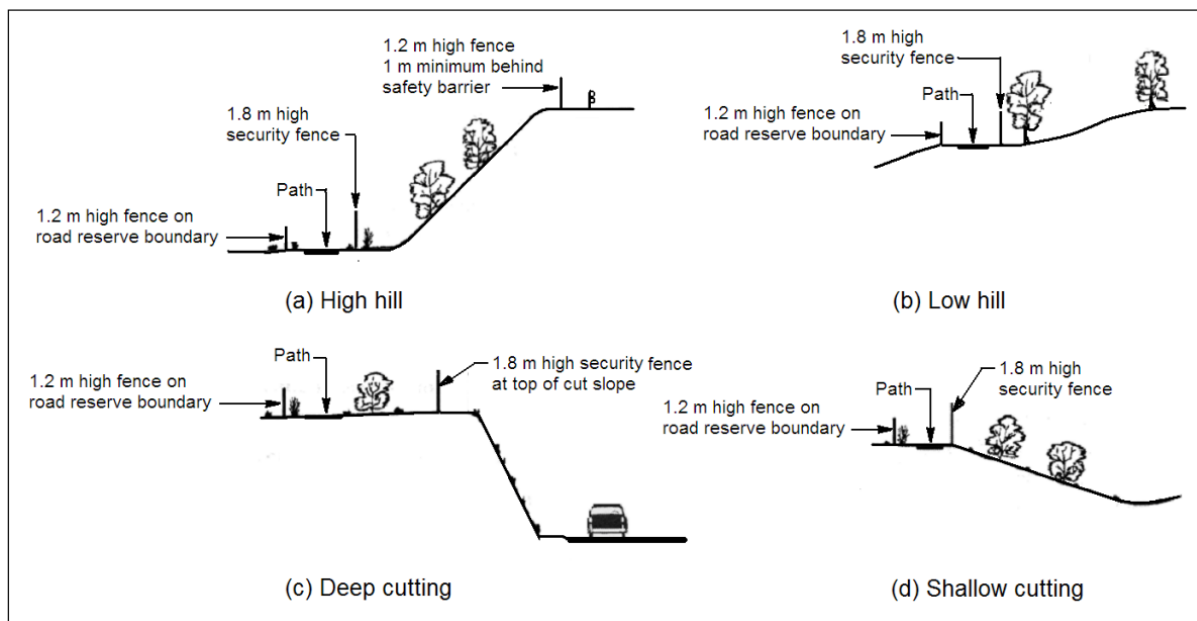 1.2 m high fence
1 m minimum behind
safety barrier
1.8 m high
security fence
Path
1.2 m high fence on
road reserve boundary
(a) High hill
1.8 m high
security fence
Path
1.2 m high fence on
road reserve boundary
(b) Low hill
Path
1.8 m high security fence
at top of cut slope
1.2 m high fence on
road reserve boundary
(c) Deep cutting
1.8 m high
security fence
Path
1.2 m high fence on
road reserve boundary
(d) Shallow cutting